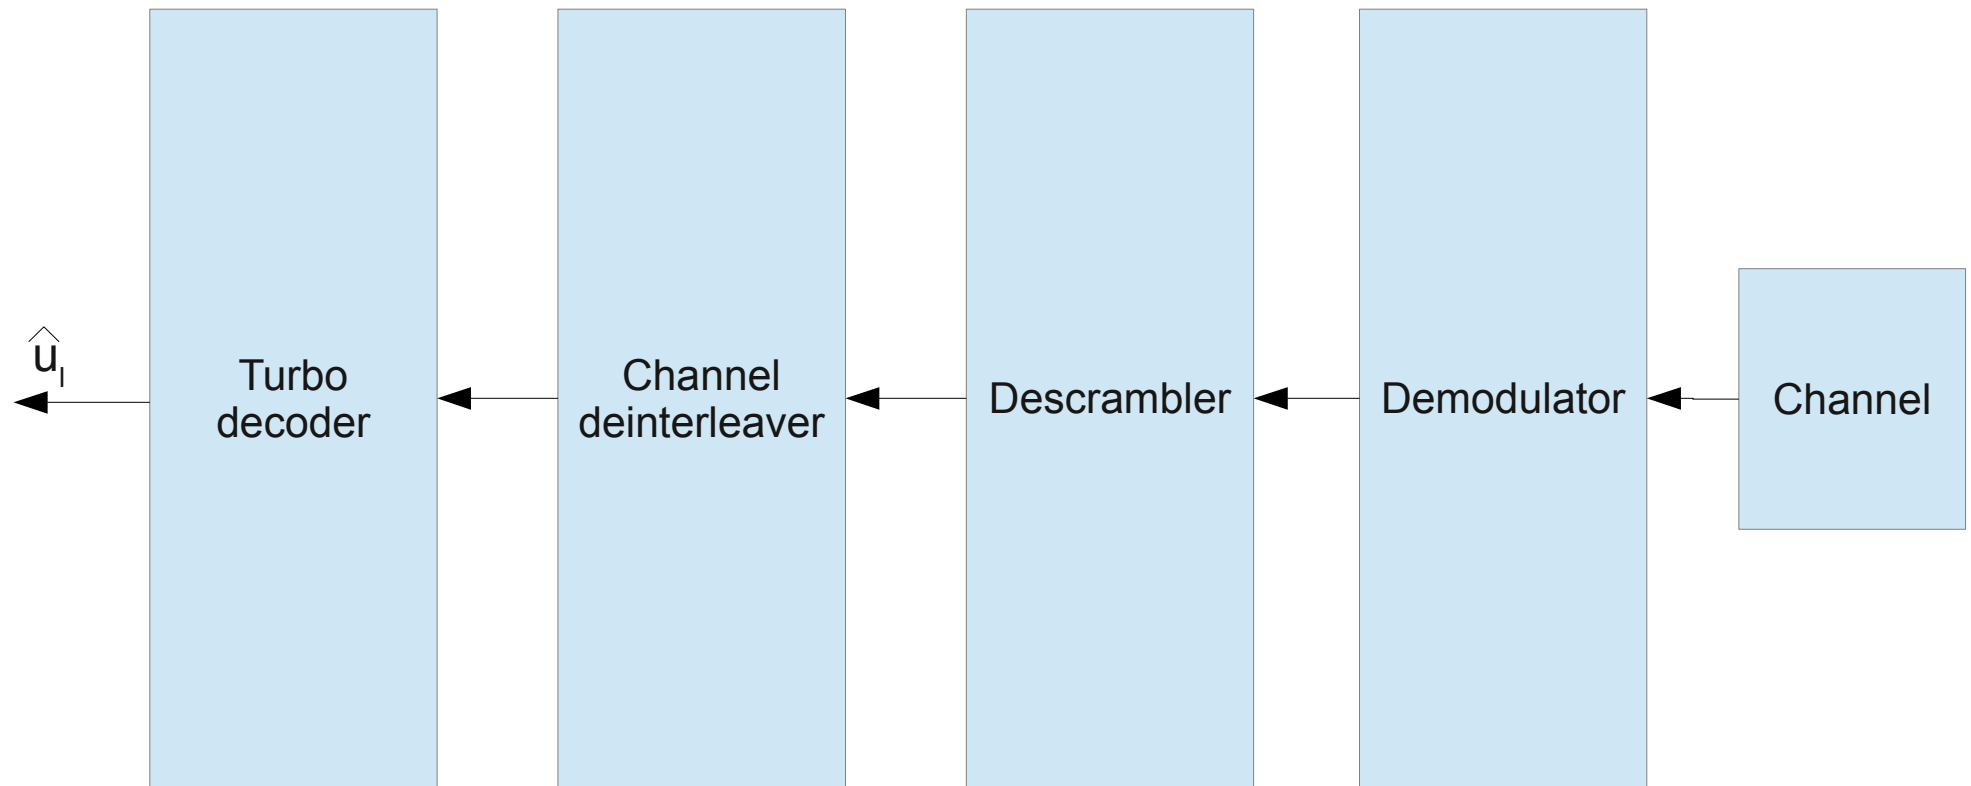 û_l
Turbo
decoder
Channel
deinterleaver
Descrambler
Demodulator
Channel